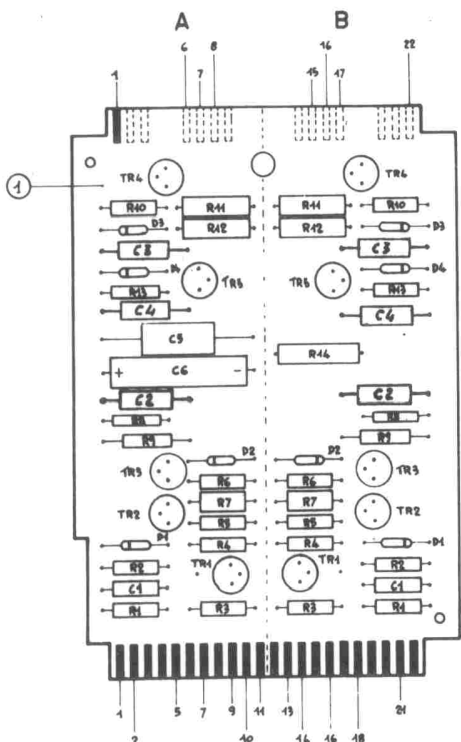 A B
6 8 16 22
1 7 15 17
1
TR4 TR4
R10 R11 R11 R10
D3 R12 R12 D3
C3 C3
D4 D4
R13 TR5 TR5 R13
C4 C4
C5
R14
+ C6 -
C2 C2
R8 R8
R9 R9
D2 D2
TR3 R6 R6 TR3
R7 R7
TR2 R5 R5 TR2
D1 R4 R4 D1
R2 TR1 TR1 R2
C1 C1
R1 R3 R3 R1
1 5 7 9 11 13 21
2 10 14 16 18